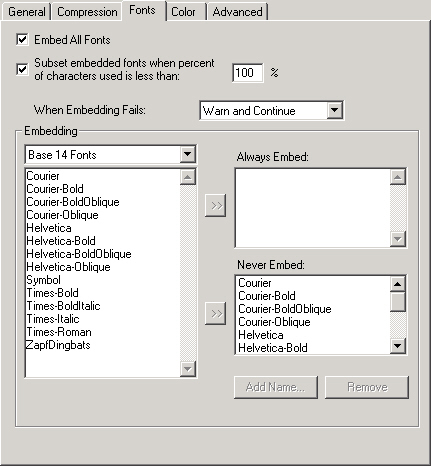 General Compression Fonts Color Advanced
Embed All Fonts
Subset embedded fonts when percent
of characters used is less than: 100 %
When Embedding Fails: Warn and Continue
Embedding
Base 14 Fonts
Courier
Courier-Bold
Courier-BoldOblique
Courier-Oblique
Helvetica
Helvetica-Bold
Helvetica-BoldOblique
Helvetica-Oblique
Symbol
Times-Bold
Times-BoldItalic
Times-Italic
Times-Roman
ZapfDingbats
>>
>>
Always Embed:
Never Embed:
Courier
Courier-Bold
Courier-BoldOblique
Courier-Oblique
Helvetica
Helvetica-Bold
Add Name... Remove